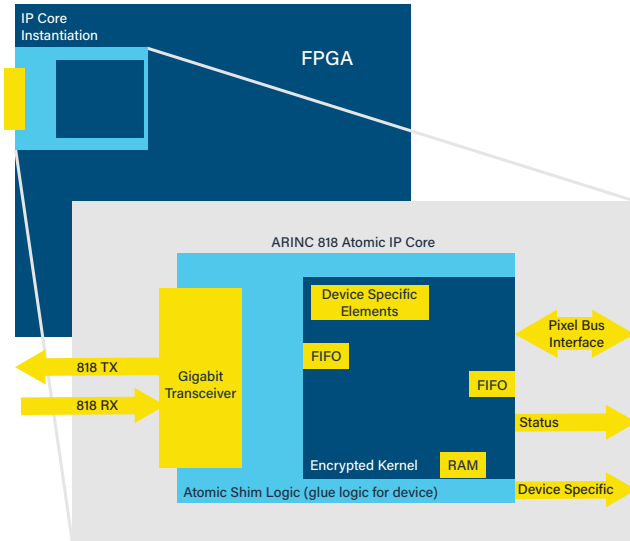 IP Core
Instantiation
FPGA
ARINC 818 Atomic IP Core
Device Specific
Elements
Pixel Bus
Interface
FIFO
818 TX
Gigabit
Transceiver
FIFO
818 RX
Status
Encrypted Kernel
RAM
Atomic Shim Logic (glue logic for device)
Device Specific